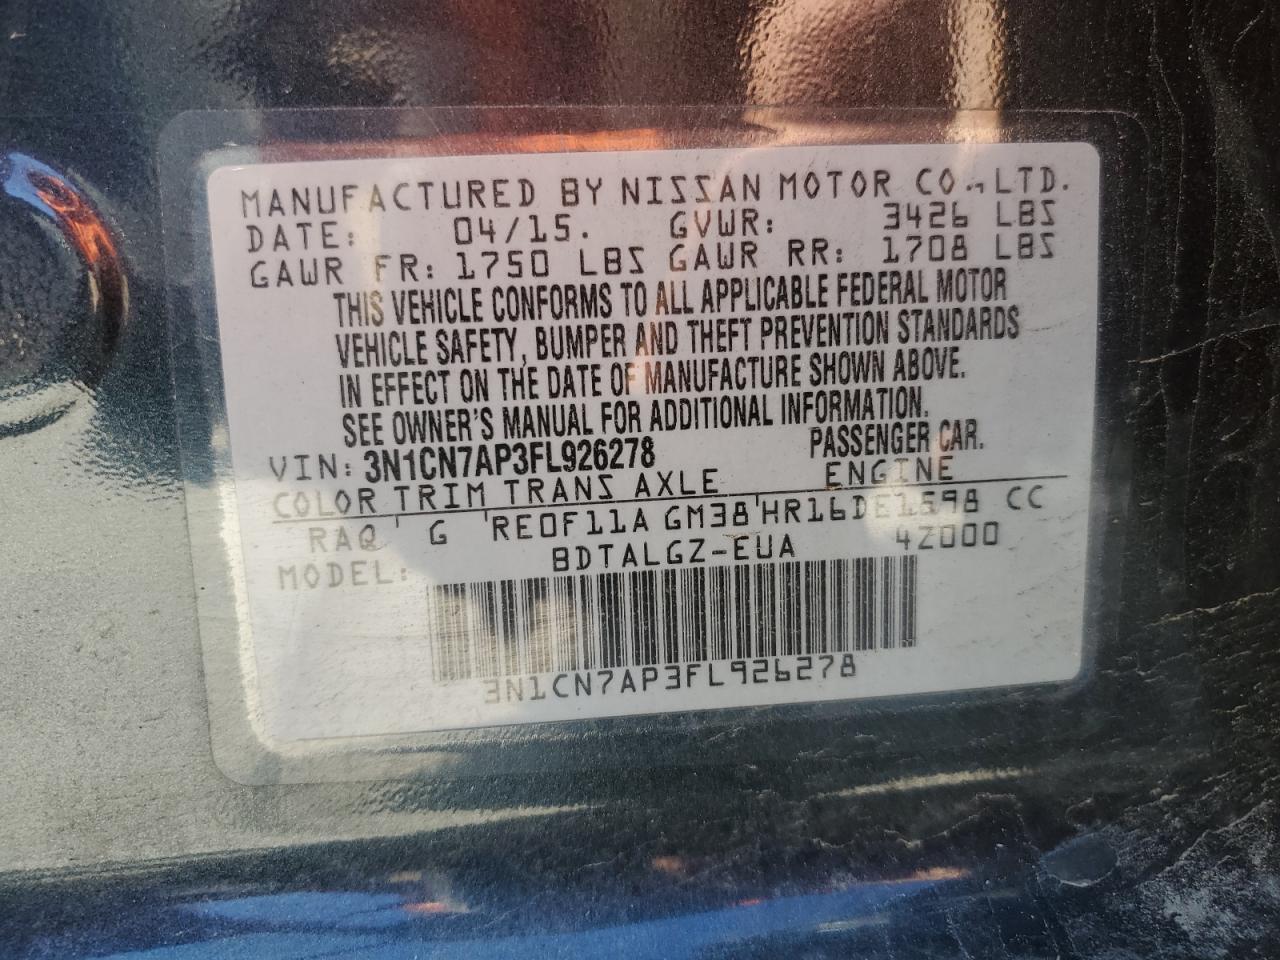 MANUFACTURED BY NISSAN MOTOR CO., LTD.
DATE: 04/15. GVWR: 3426 LBS
GAWR FR: 1750 LBS GAWR RR: 1708 LBS
THIS VEHICLE CONFORMS TO ALL APPLICABLE FEDERAL MOTOR
VEHICLE SAFETY, BUMPER AND THEFT PREVENTION STANDARDS
IN EFFECT ON THE DATE OF MANUFACTURE SHOWN ABOVE.
SEE OWNER'S MANUAL FOR ADDITIONAL INFORMATION.
VIN: 3N1CN7AP3FL926278 PASSENGER CAR.
COLOR TRIM TRANS AXLE ENGINE
RAQ ' G 'RE0F11A GM38'HR16DE1598 CC
MODEL: BDTALGZ-EUA 4Z000
3N1CN7AP3FL926278